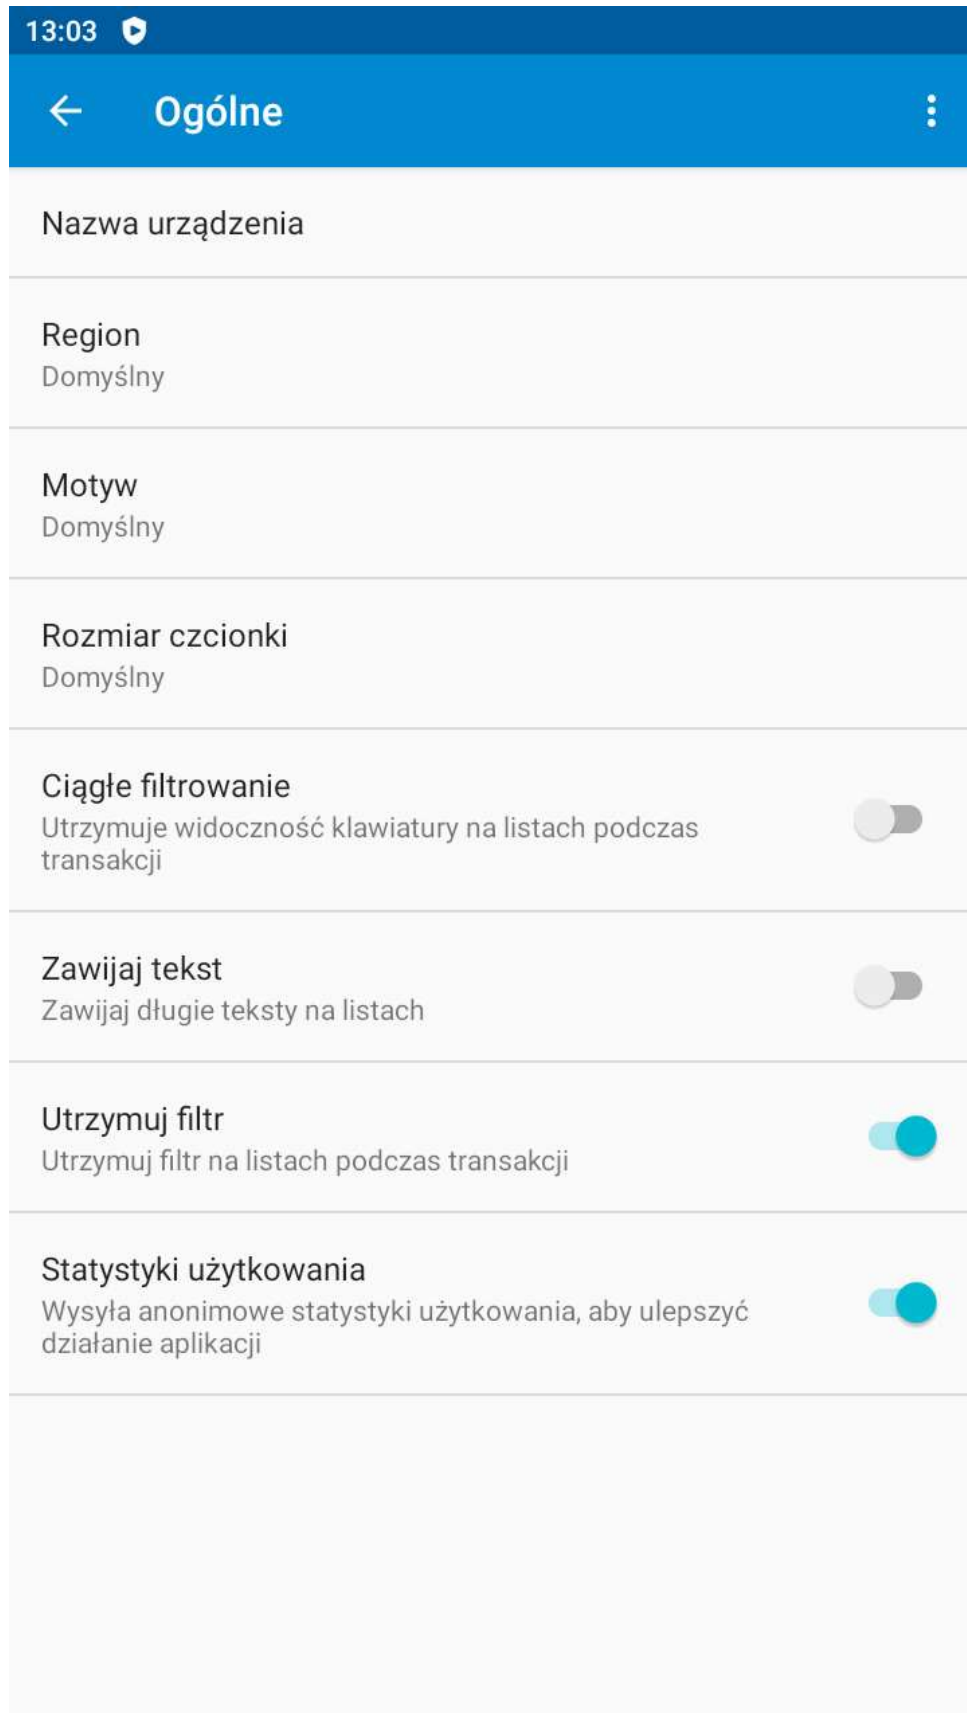 13:03
Ogólne
Nazwa urządzenia
Region
Domyślny
Motyw
Domyślny
Rozmiar czcionki
Domyślny
Ciągłe filtrowanie
Utrzymuje widoczność klawiatury na listach podczas
transakcji
Zawijaj tekst
Zawijaj długie teksty na listach
Utrzymuj filtr
Utrzymuj filtr na listach podczas transakcji
Statystyki użytkowania
Wysyła anonimowe statystyki użytkowania, aby ulepszyć
działanie aplikacji